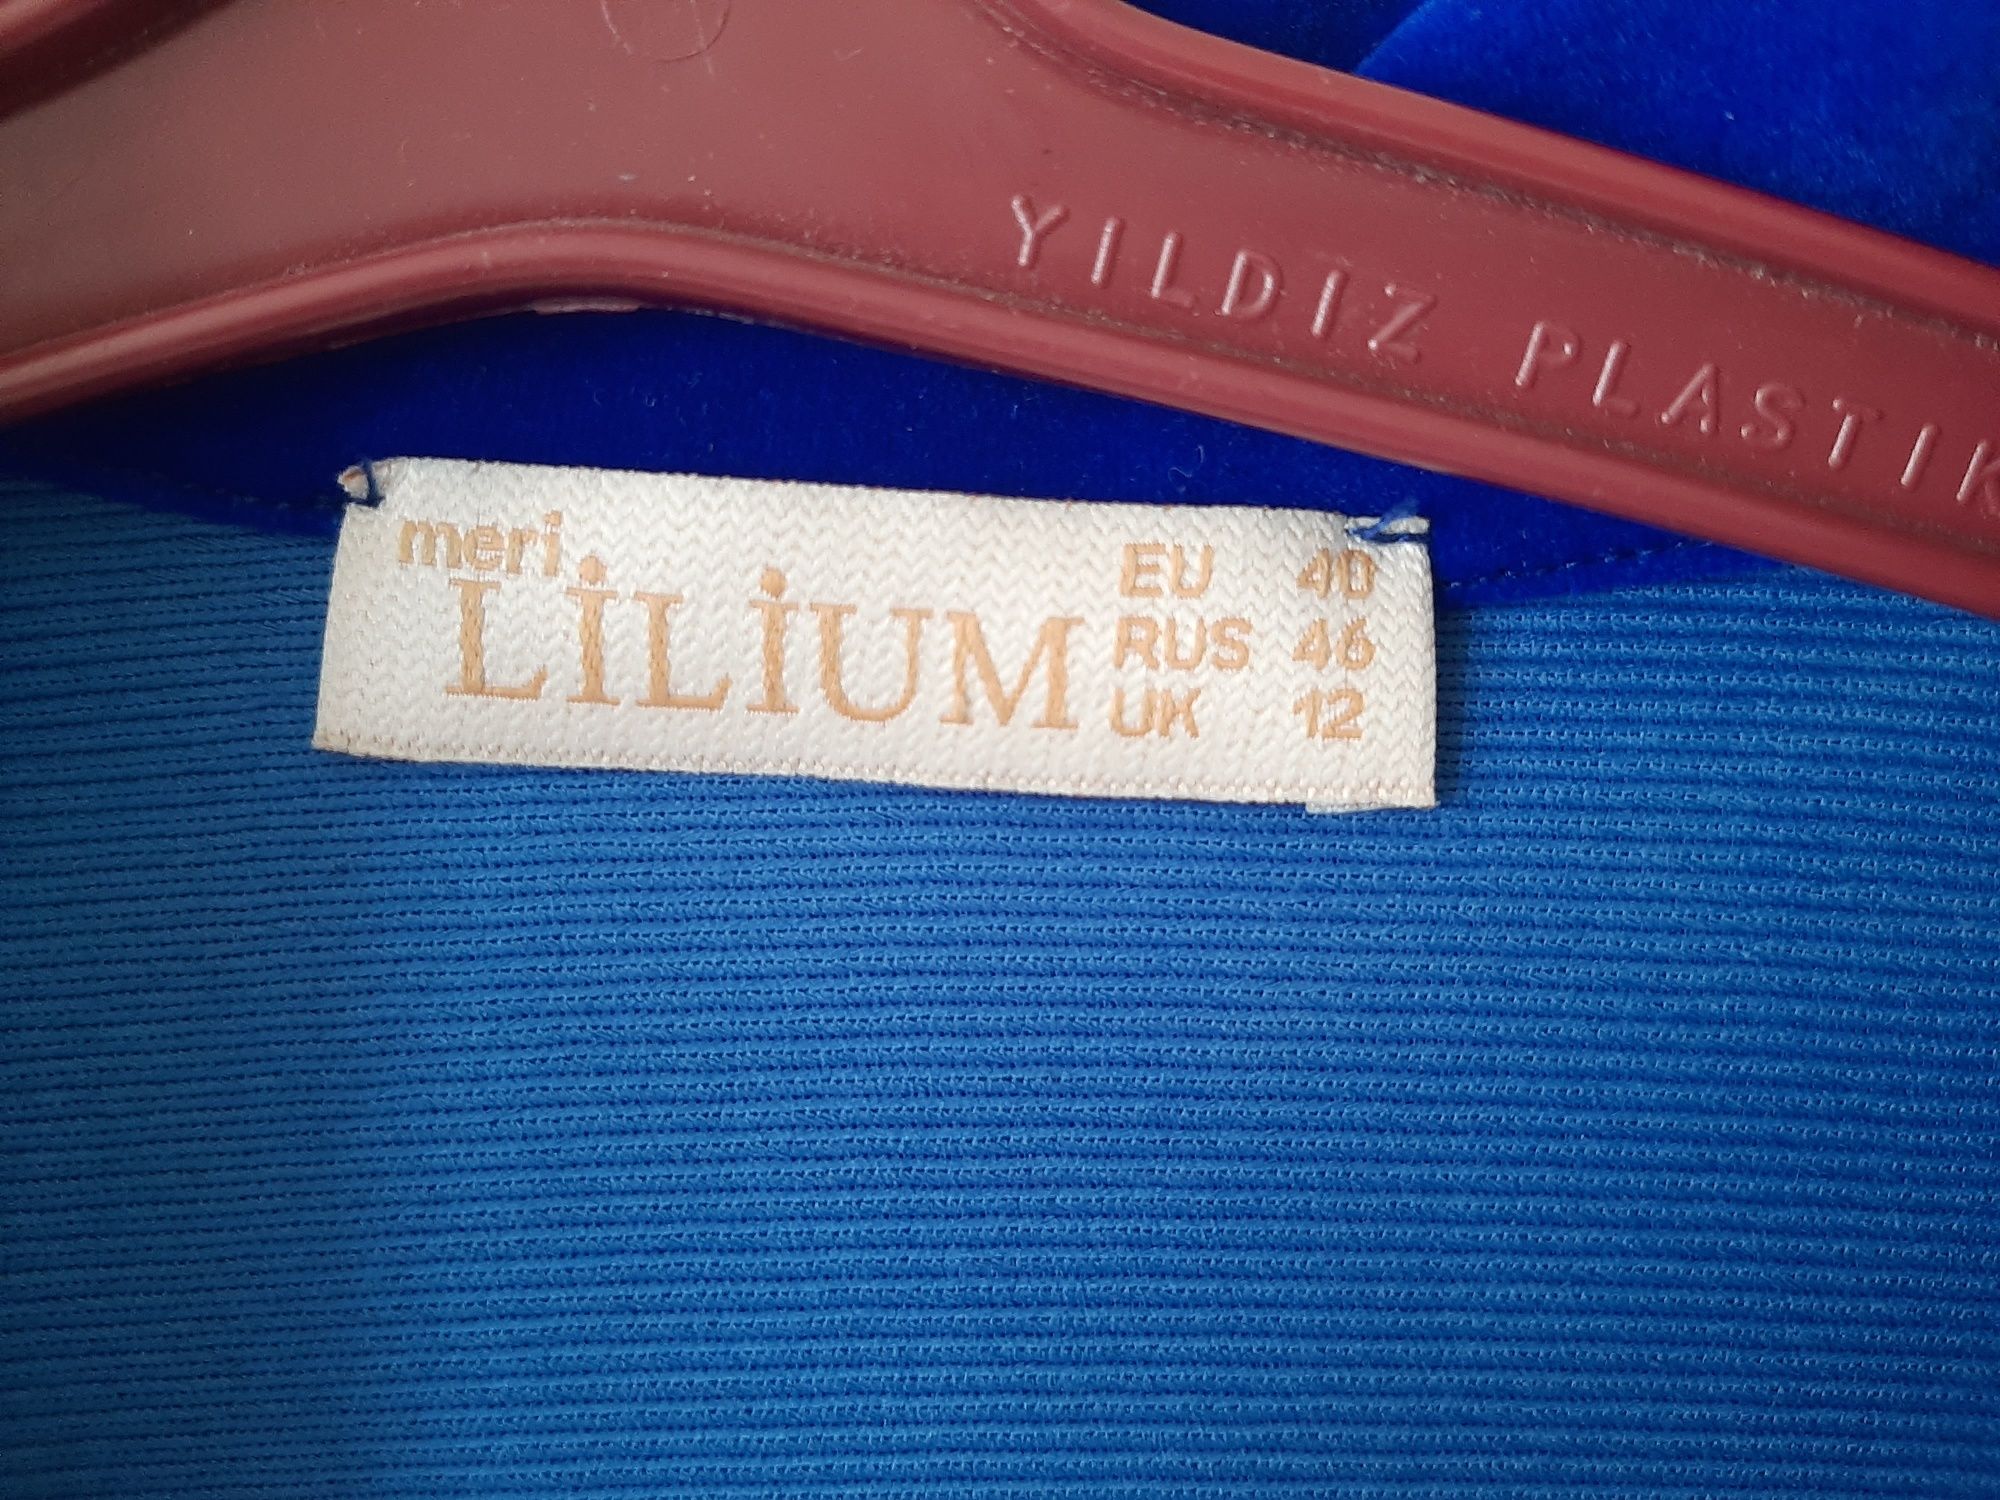 YILDIZ PLASTIK
meri
LİLİUM
EU 40
RUS 46
UK 12